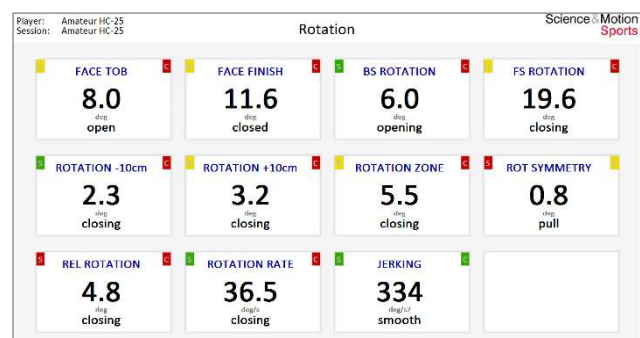 Player: Amateur HC-25
Session: Amateur HC-25
Rotation
Science&Motion
Sports
FACE TOB C
8.0
deg
open
FACE FINISH C
11.6
deg
closed
S BS ROTATION C
6.0
deg
opening
FS ROTATION C
19.6
deg
closing
S ROTATION -10cm C
2.3
deg
closing
ROTATION +10cm C
3.2
deg
closing
ROTATION ZONE C
5.5
deg
closing
S ROT SYMMETRY
0.8
deg
pull
S REL ROTATION C
4.8
deg
closing
S ROTATION RATE C
36.5
deg/s
closing
S JERKING C
334
deg/s2
smooth